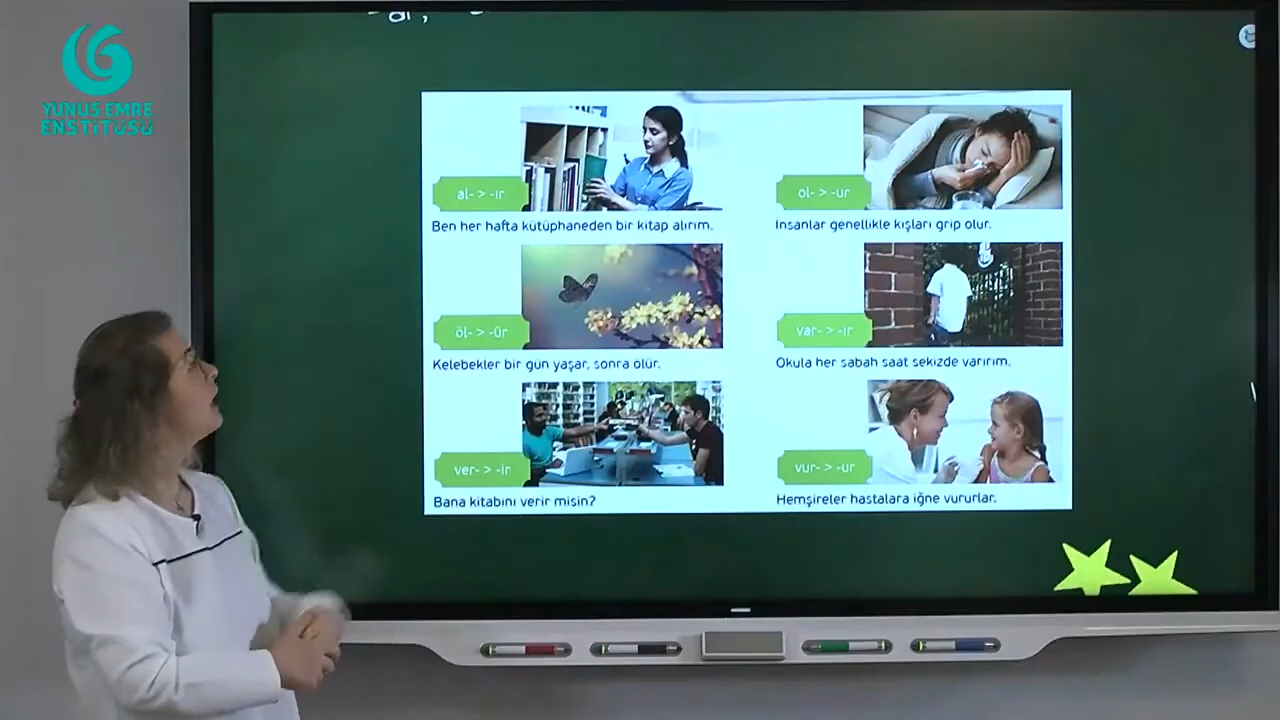 YUNUS EMRE
ENSTİTÜSÜ
al- > -ır
Ben her hafta kütüphaneden bir kitap alırım.
ol- > -ur
İnsanlar genellikle kışları grip olur.
öl- > -ür
Kelebekler bir gün yaşar, sonra ölür.
var- > -ır
Okula her sabah saat sekizde varırım.
ver- > -ir
Bana kitabını verir misin?
vur- > -ur
Hemşireler hastalara iğne vururlar.